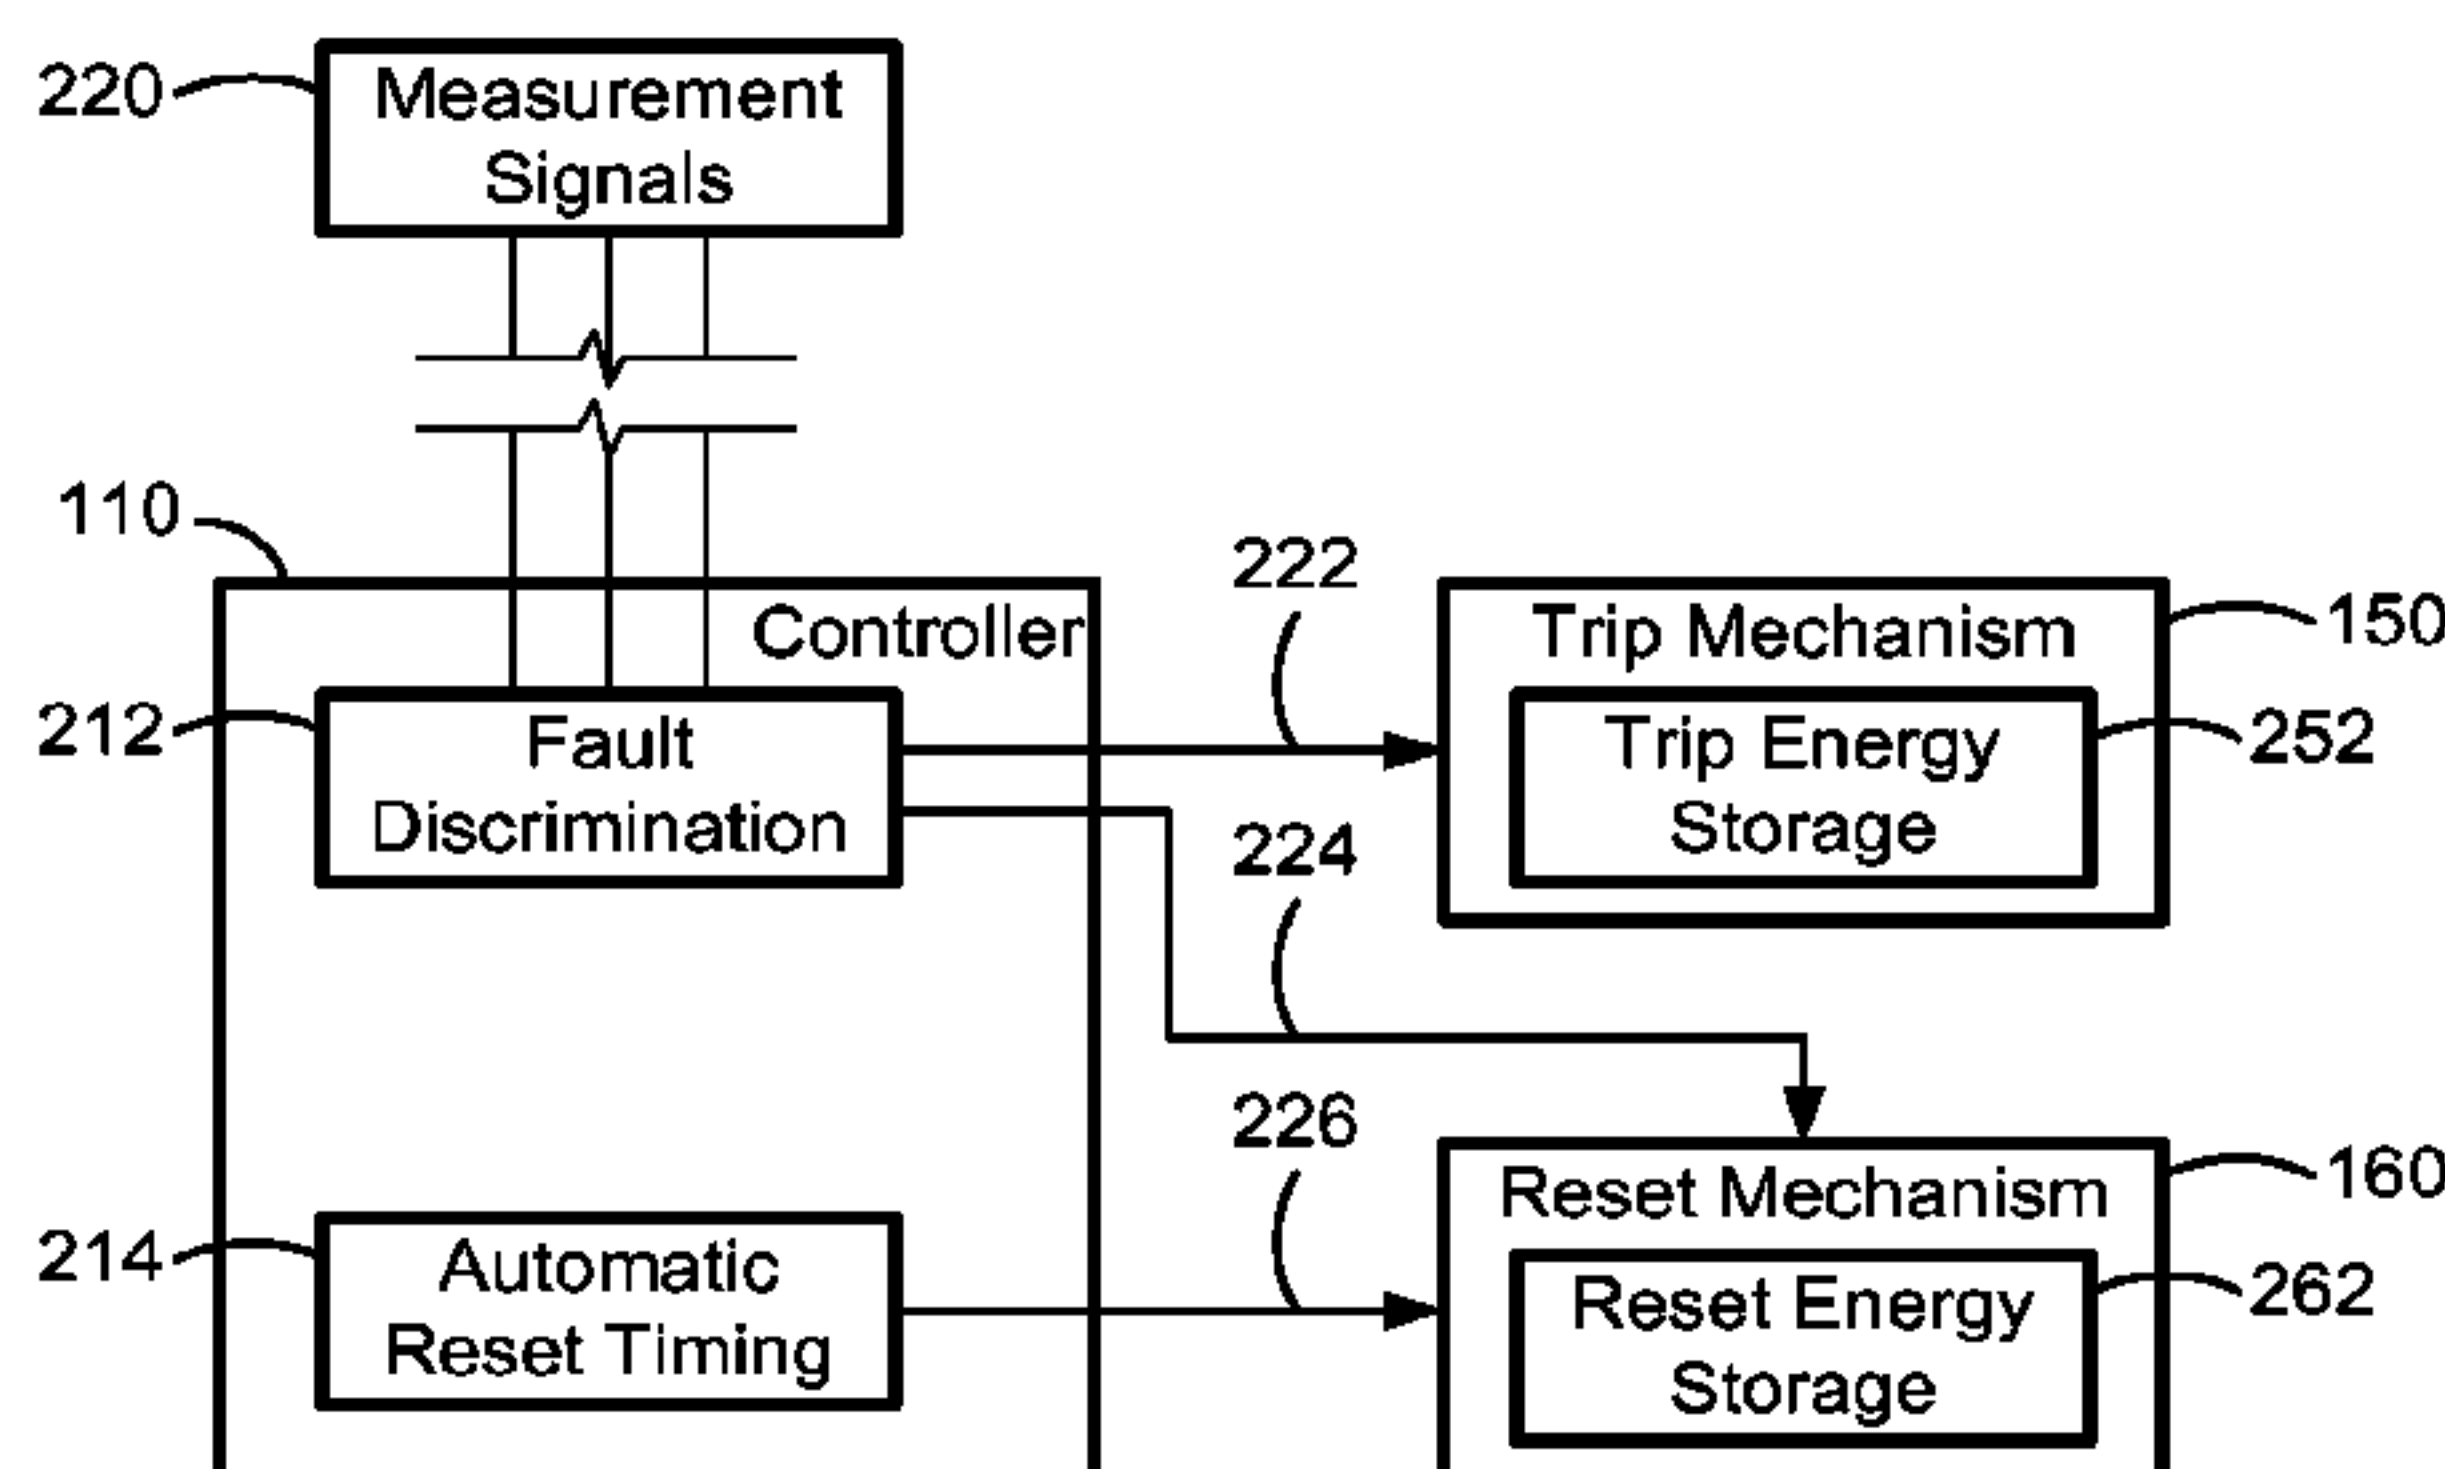 220
Measurement
Signals
110
Controller
222
Trip Mechanism
150
212
Fault
Discrimination
Trip Energy
Storage
252
224
226
Reset Mechanism
160
214
Automatic
Reset Timing
Reset Energy
Storage
262